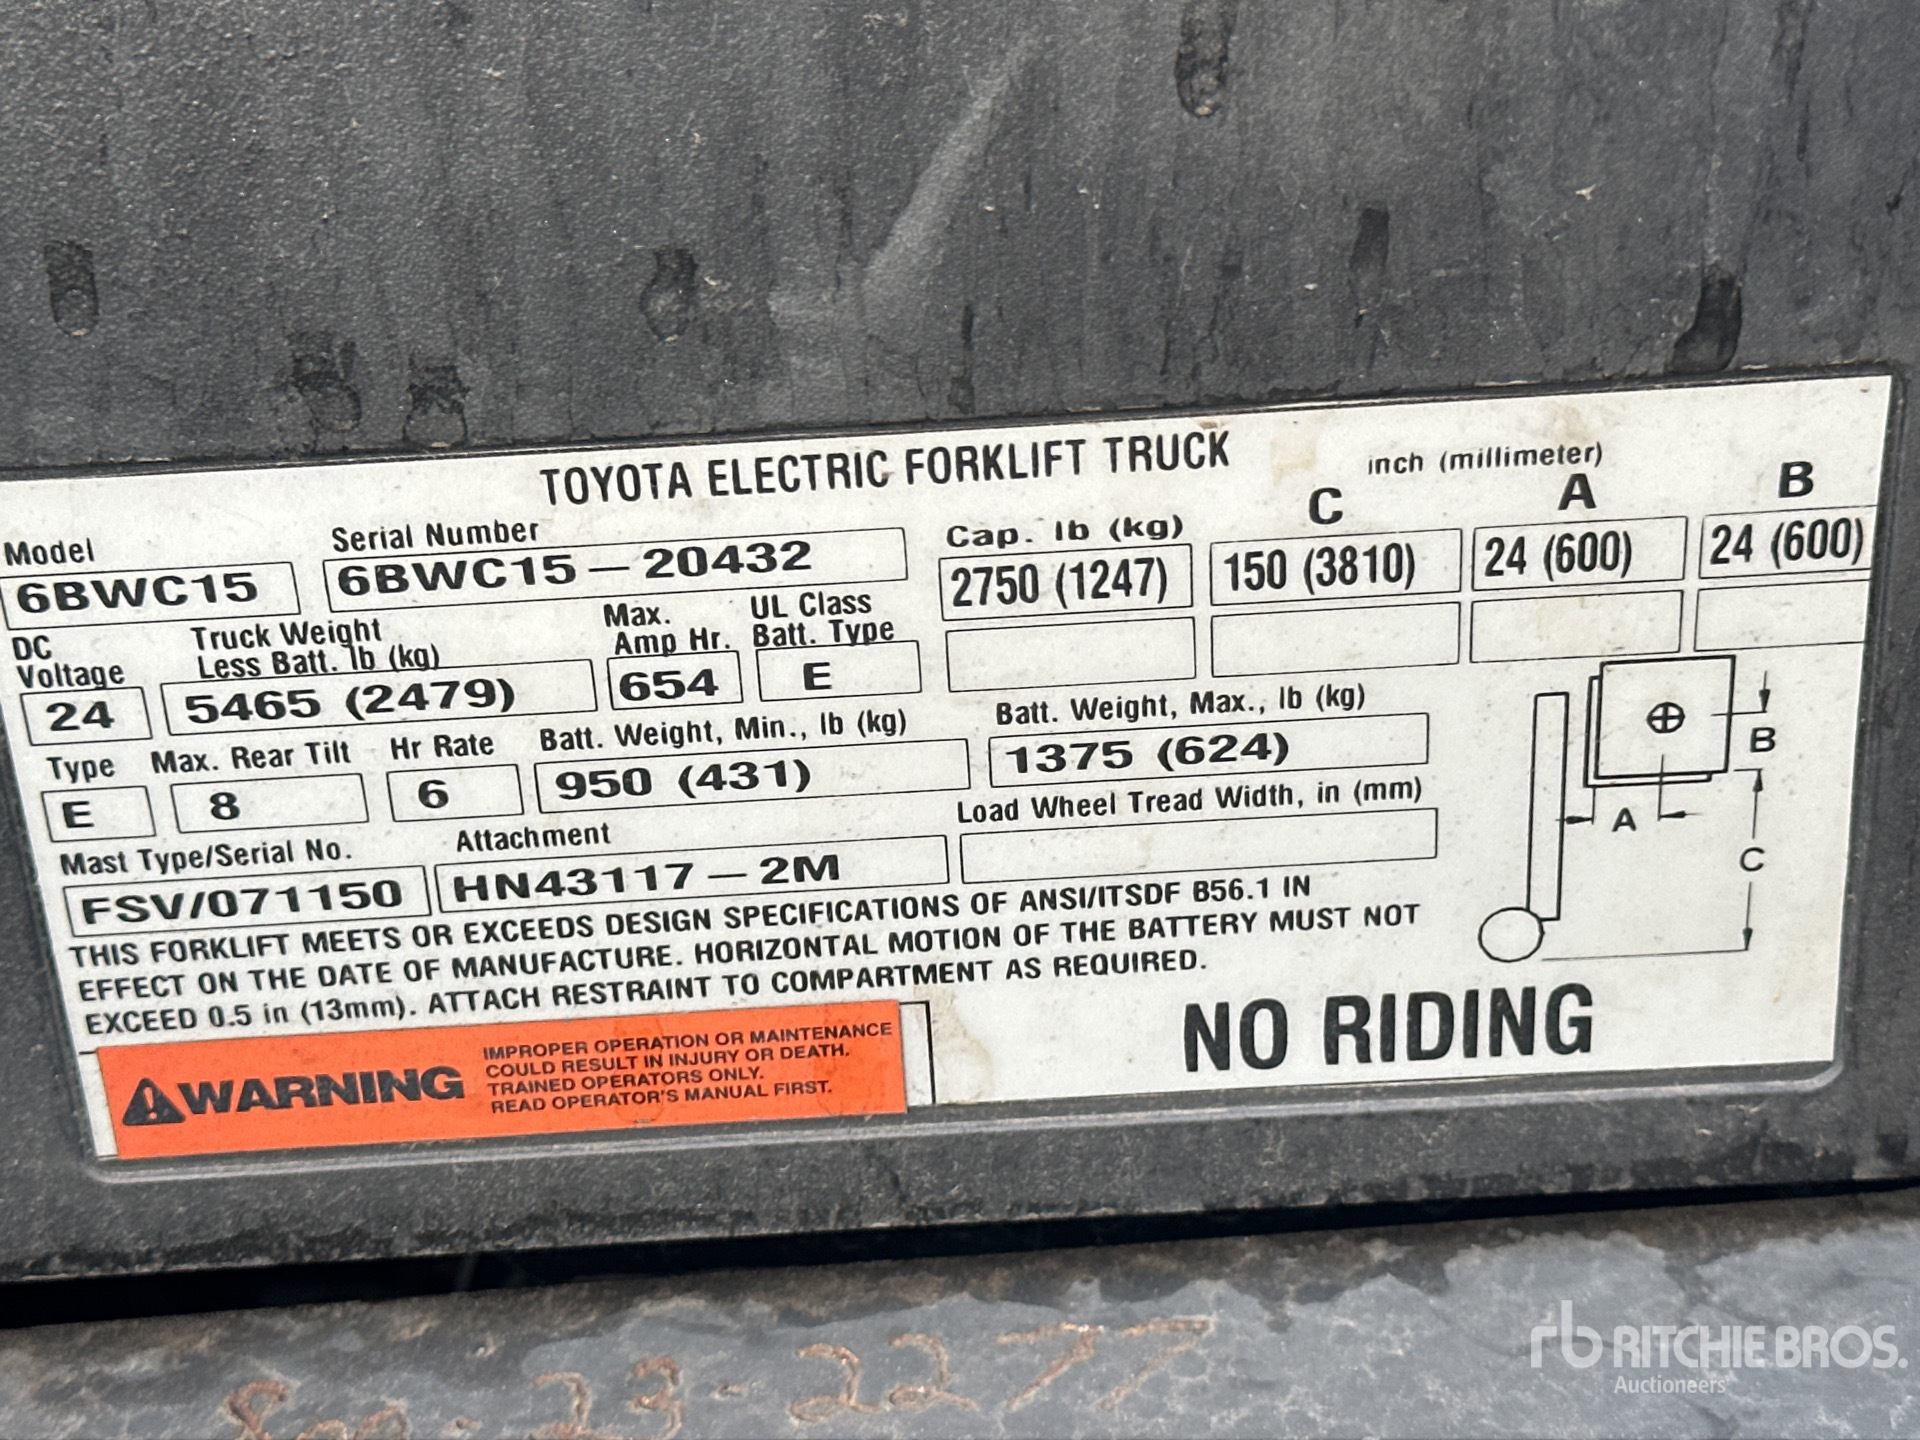 TOYOTA ELECTRIC FORKLIFT TRUCK
inch (millimeter)
Model
Serial Number
Cap. lb (kg)
C
A
B
6BWC15
6BWC15 – 20432
2750 (1247)
150 (3810)
24 (600)
24 (600)
DC Voltage
Truck Weight Less Batt. lb (kg)
Max. Amp Hr.
UL Class Batt. Type
24
5465 (2479)
654
E
Type
Max. Rear Tilt
Hr Rate
Batt. Weight, Min., lb (kg)
Batt. Weight, Max., lb (kg)
E
8
6
950 (431)
1375 (624)
Mast Type/Serial No.
Attachment
Load Wheel Tread Width, in (mm)
FSV/071150
HN43117 – 2M
B
A
C
THIS FORKLIFT MEETS OR EXCEEDS DESIGN SPECIFICATIONS OF ANSI/ITSDF B56.1 IN
EFFECT ON THE DATE OF MANUFACTURE. HORIZONTAL MOTION OF THE BATTERY MUST NOT
EXCEED 0.5 in (13mm). ATTACH RESTRAINT TO COMPARTMENT AS REQUIRED.
NO RIDING
WARNING
IMPROPER OPERATION OR MAINTENANCE
COULD RESULT IN INJURY OR DEATH.
TRAINED OPERATORS ONLY.
READ OPERATOR'S MANUAL FIRST.
23-2277
rb RITCHIE BROS.
Auctioneers